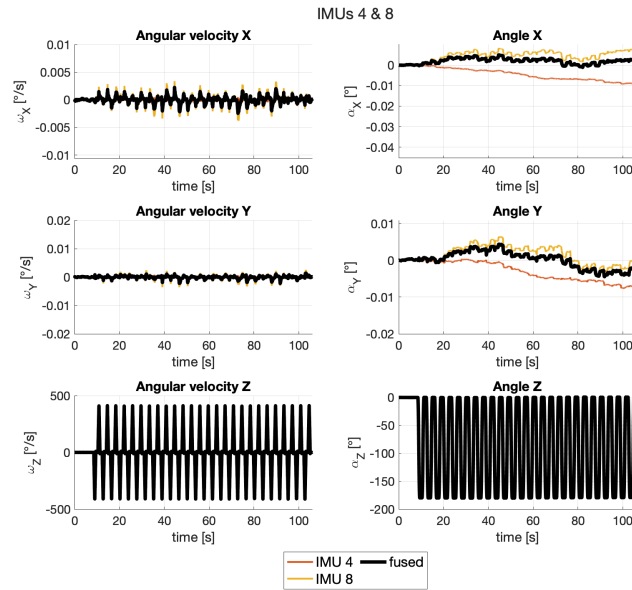 IMUs 4 & 8
Angular velocity X
0.01
0.005
0
-0.005
-0.01
ω_X [°/s]
0 20 40 60 80 100
time [s]
Angle X
0.01
0
-0.01
-0.02
-0.03
-0.04
α_X [°]
0 20 40 60 80 100
time [s]
Angular velocity Y
0.02
0.01
0
-0.01
-0.02
ω_Y [°/s]
0 20 40 60 80 100
time [s]
Angle Y
0.01
0
-0.01
-0.02
α_Y [°]
0 20 40 60 80 100
time [s]
Angular velocity Z
500
0
-500
ω_Z [°/s]
0 20 40 60 80 100
time [s]
Angle Z
0
-50
-100
-150
-200
α_Z [°]
0 20 40 60 80 100
time [s]
IMU 4 fused
IMU 8